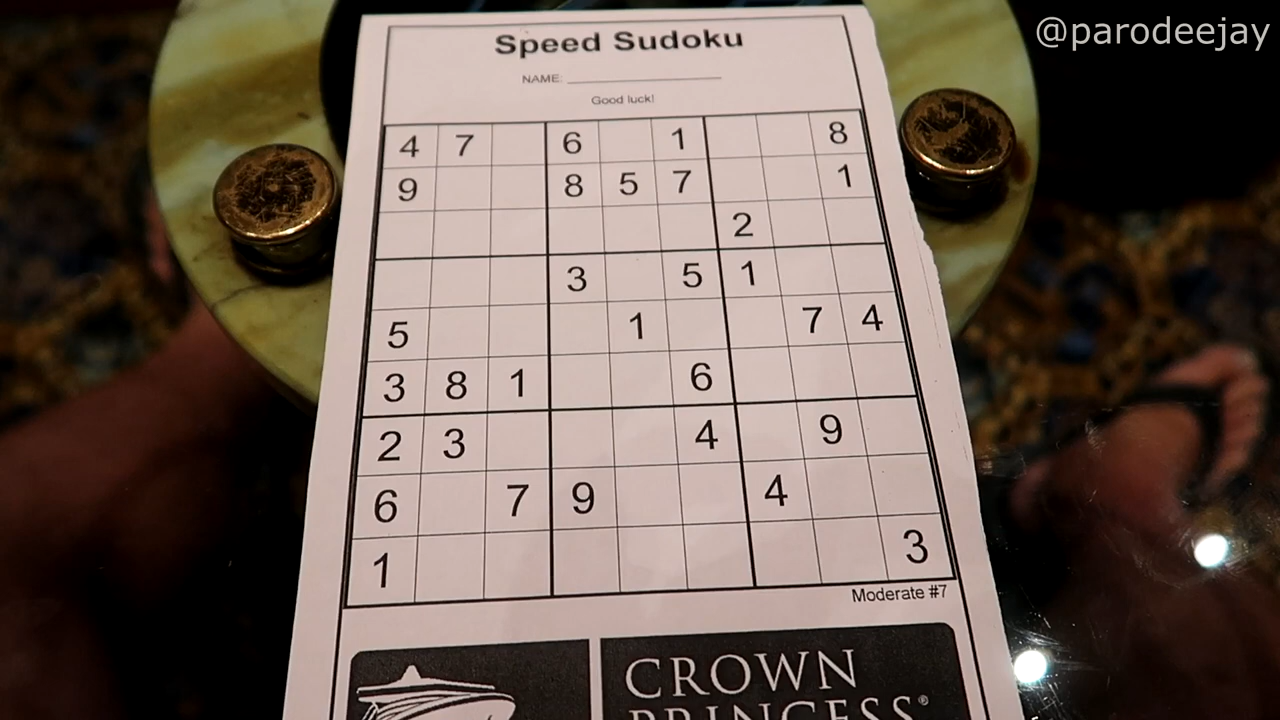 @parodeejay
Speed Sudoku
NAME: ____________________
Good luck!
4 7 6 1 8
9 8 5 7 1
2
3 5 1
5 1 7 4
3 8 1 6
2 3 4 9
6 7 9 4
1 3
Moderate #7
CROWN
PRINCESS®